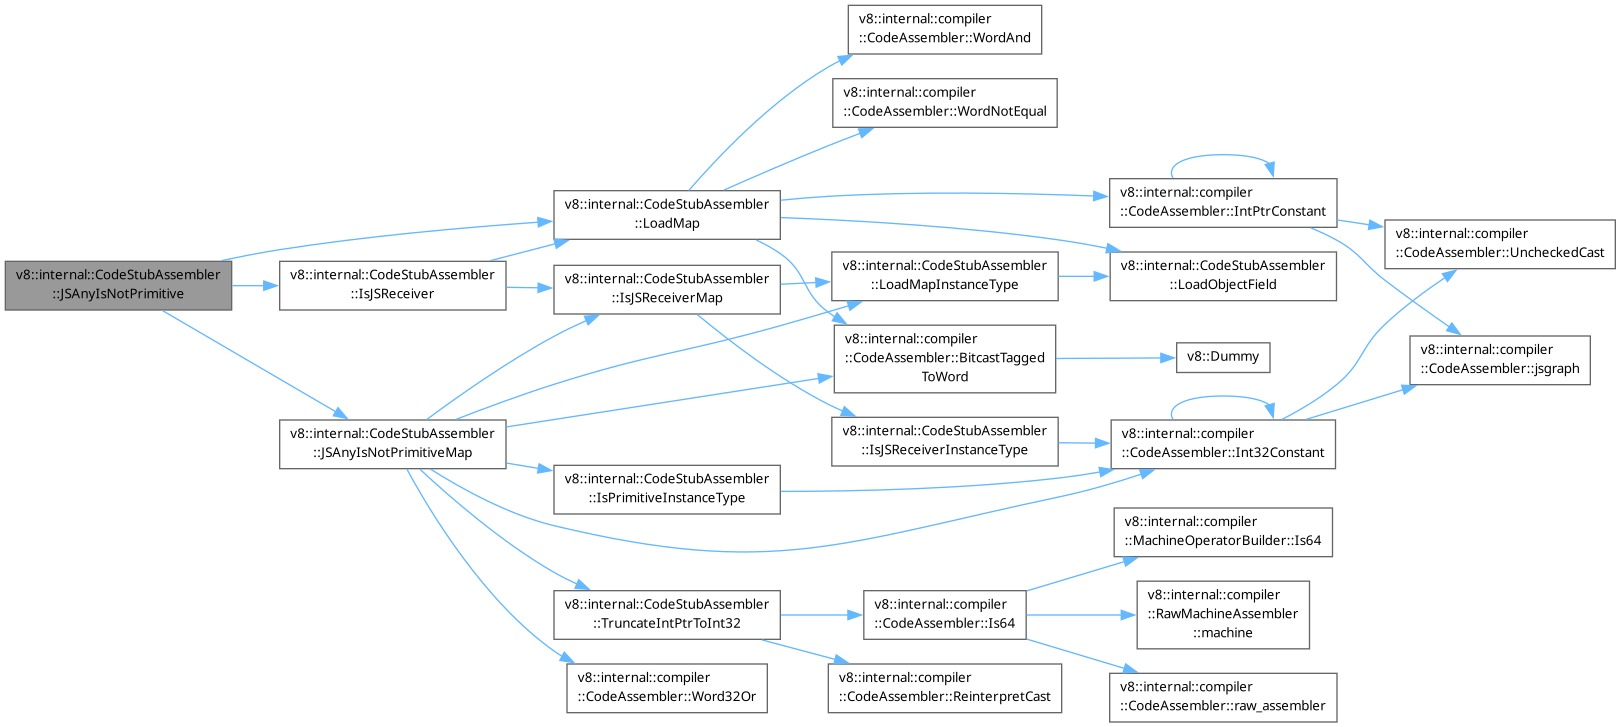 v8::internal::CodeStubAssembler
::JSAnyIsNotPrimitive
v8::internal::CodeStubAssembler
::IsJSReceiver
v8::internal::CodeStubAssembler
::JSAnyIsNotPrimitiveMap
v8::internal::CodeStubAssembler
::LoadMap
v8::internal::CodeStubAssembler
::IsJSReceiverMap
v8::internal::CodeStubAssembler
::IsPrimitiveInstanceType
v8::internal::CodeStubAssembler
::TruncateIntPtrToInt32
v8::internal::compiler
::CodeAssembler::Word32Or
v8::internal::compiler
::CodeAssembler::WordAnd
v8::internal::compiler
::CodeAssembler::WordNotEqual
v8::internal::CodeStubAssembler
::LoadMapInstanceType
v8::internal::compiler
::CodeAssembler::BitcastTagged
ToWord
v8::internal::CodeStubAssembler
::IsJSReceiverInstanceType
v8::internal::compiler
::CodeAssembler::Is64
v8::internal::compiler
::CodeAssembler::ReinterpretCast
v8::internal::compiler
::CodeAssembler::IntPtrConstant
v8::internal::CodeStubAssembler
::LoadObjectField
v8::Dummy
v8::internal::compiler
::CodeAssembler::Int32Constant
v8::internal::compiler
::MachineOperatorBuilder::Is64
v8::internal::compiler
::RawMachineAssembler
::machine
v8::internal::compiler
::CodeAssembler::raw_assembler
v8::internal::compiler
::CodeAssembler::UncheckedCast
v8::internal::compiler
::CodeAssembler::jsgraph